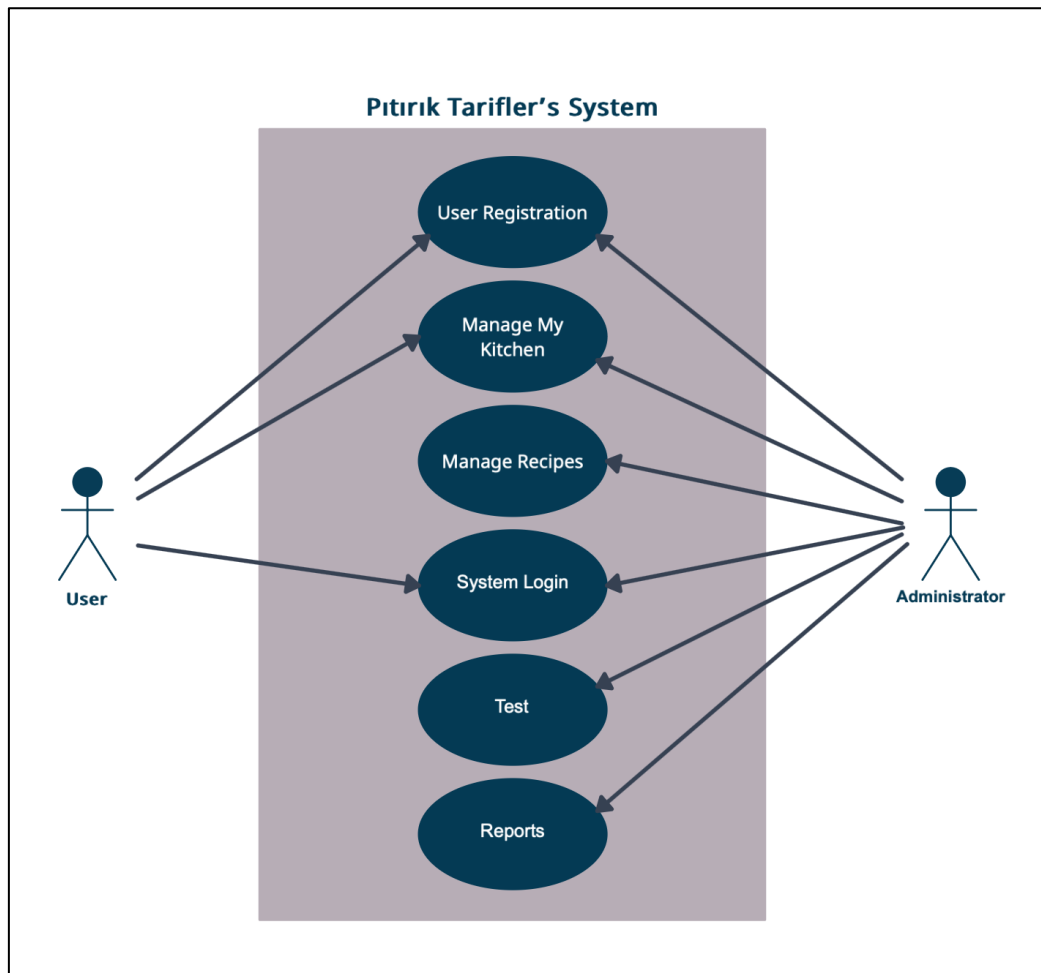 Pıtırık Tarifler's System
User Registration
Manage My
Kitchen
Manage Recipes
System Login
Test
Reports
User
Administrator